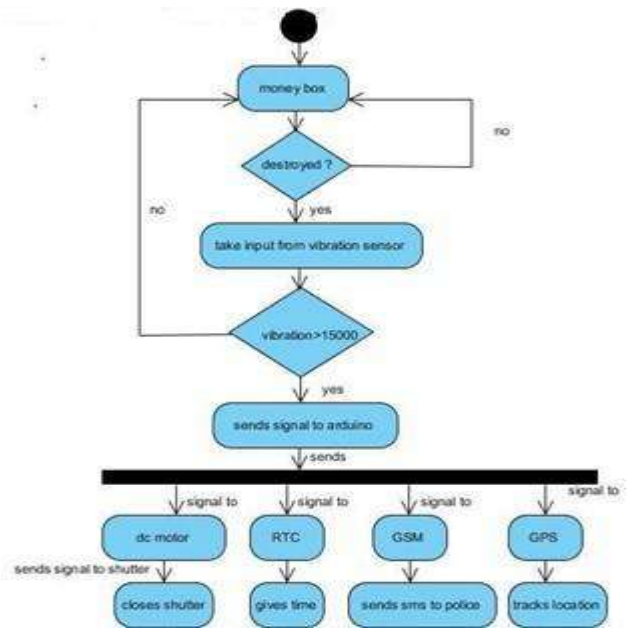 money box
no
destroyed ?
no
yes
take input from vibration sensor
vibration>15000
yes
sends signal to arduino
sends
signal to
signal to
signal to
signal to
dc motor
RTC
GSM
GPS
sends signal to shutter
closes shutter
gives time
sends sms to police
tracks location